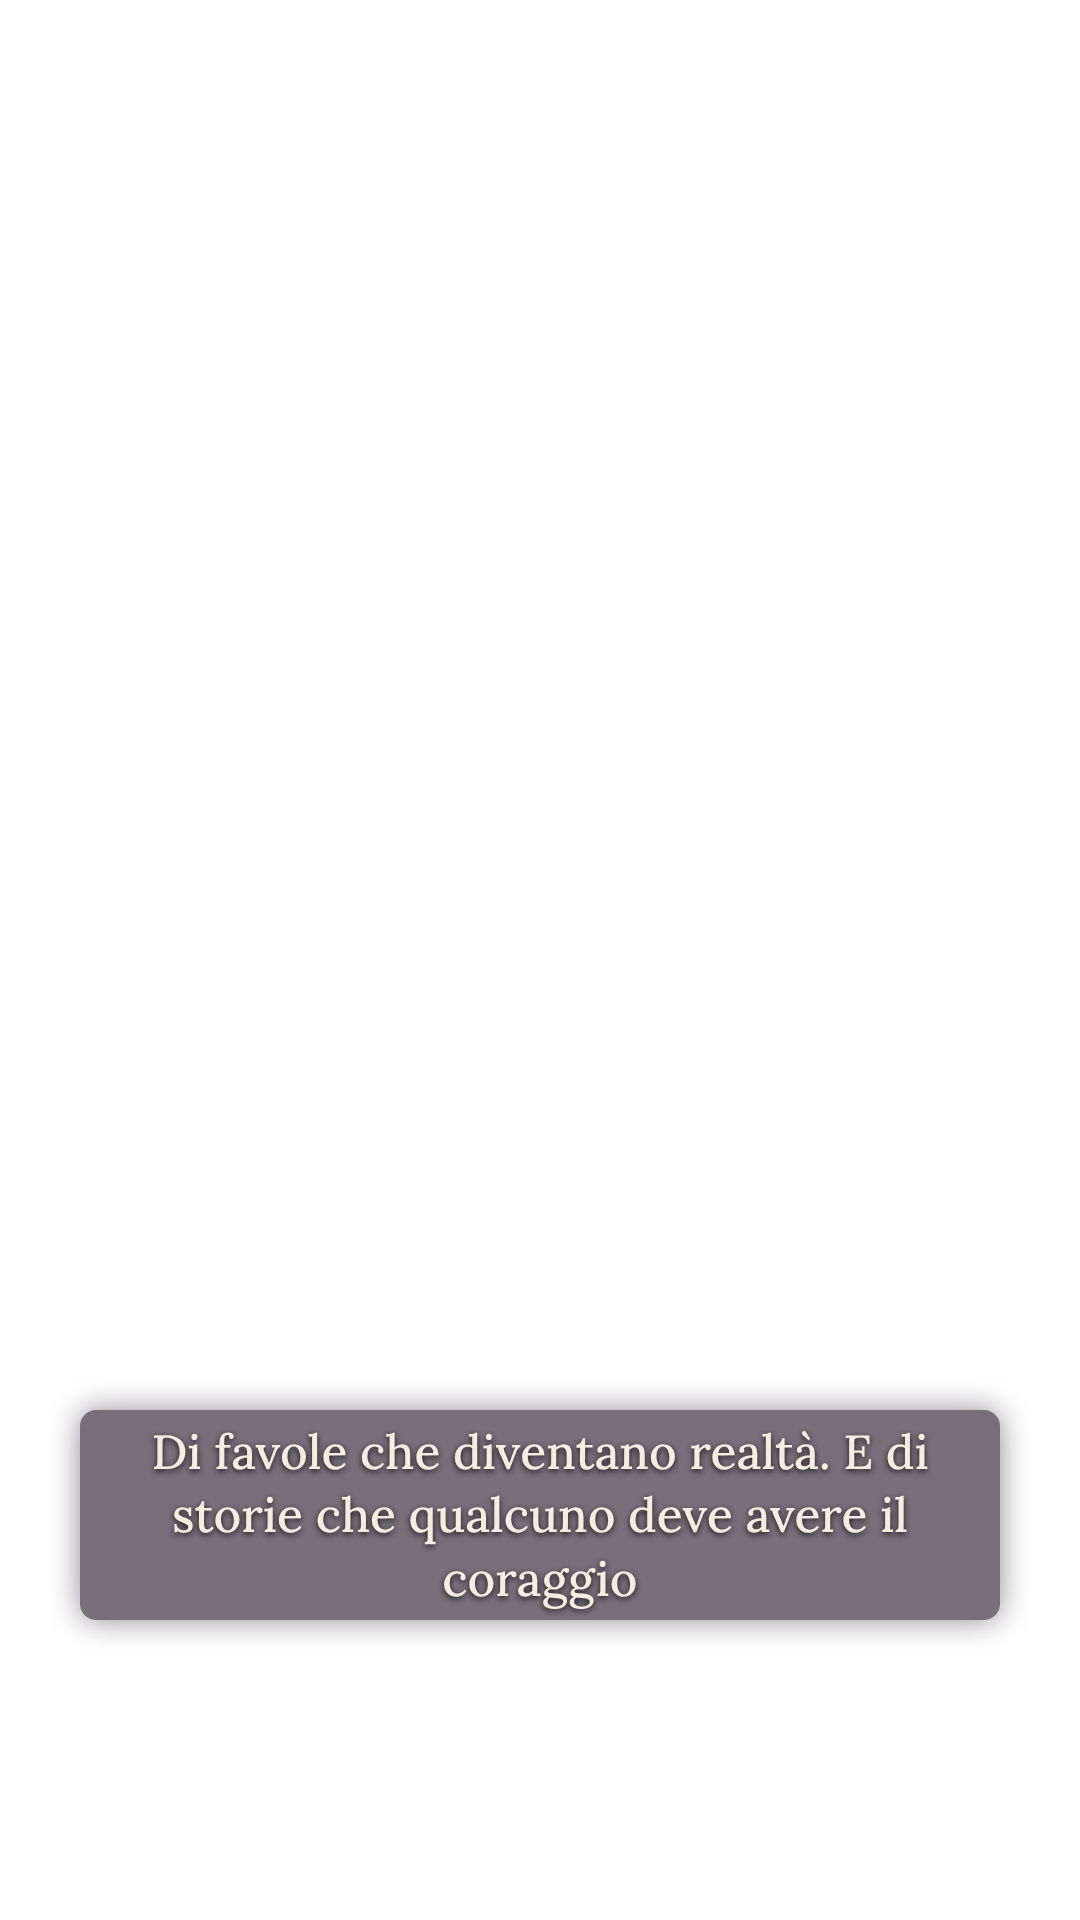 Di favole che diventano realtà. E di
storie che qualcuno deve avere il
coraggio